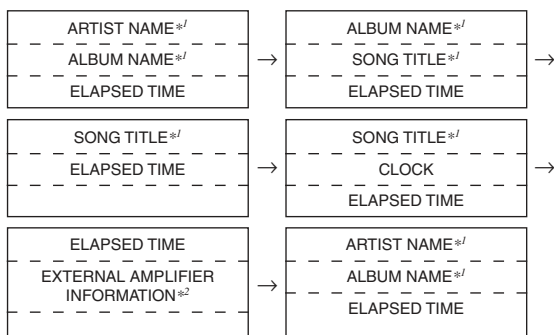 ARTIST NAME*1
ALBUM NAME*1
ELAPSED TIME
→
ALBUM NAME*1
SONG TITLE*1
ELAPSED TIME
→
SONG TITLE*1
ELAPSED TIME
→
SONG TITLE*1
CLOCK
ELAPSED TIME
→
ELAPSED TIME
EXTERNAL AMPLIFIER
INFORMATION*2
→
ARTIST NAME*1
ALBUM NAME*1
ELAPSED TIME